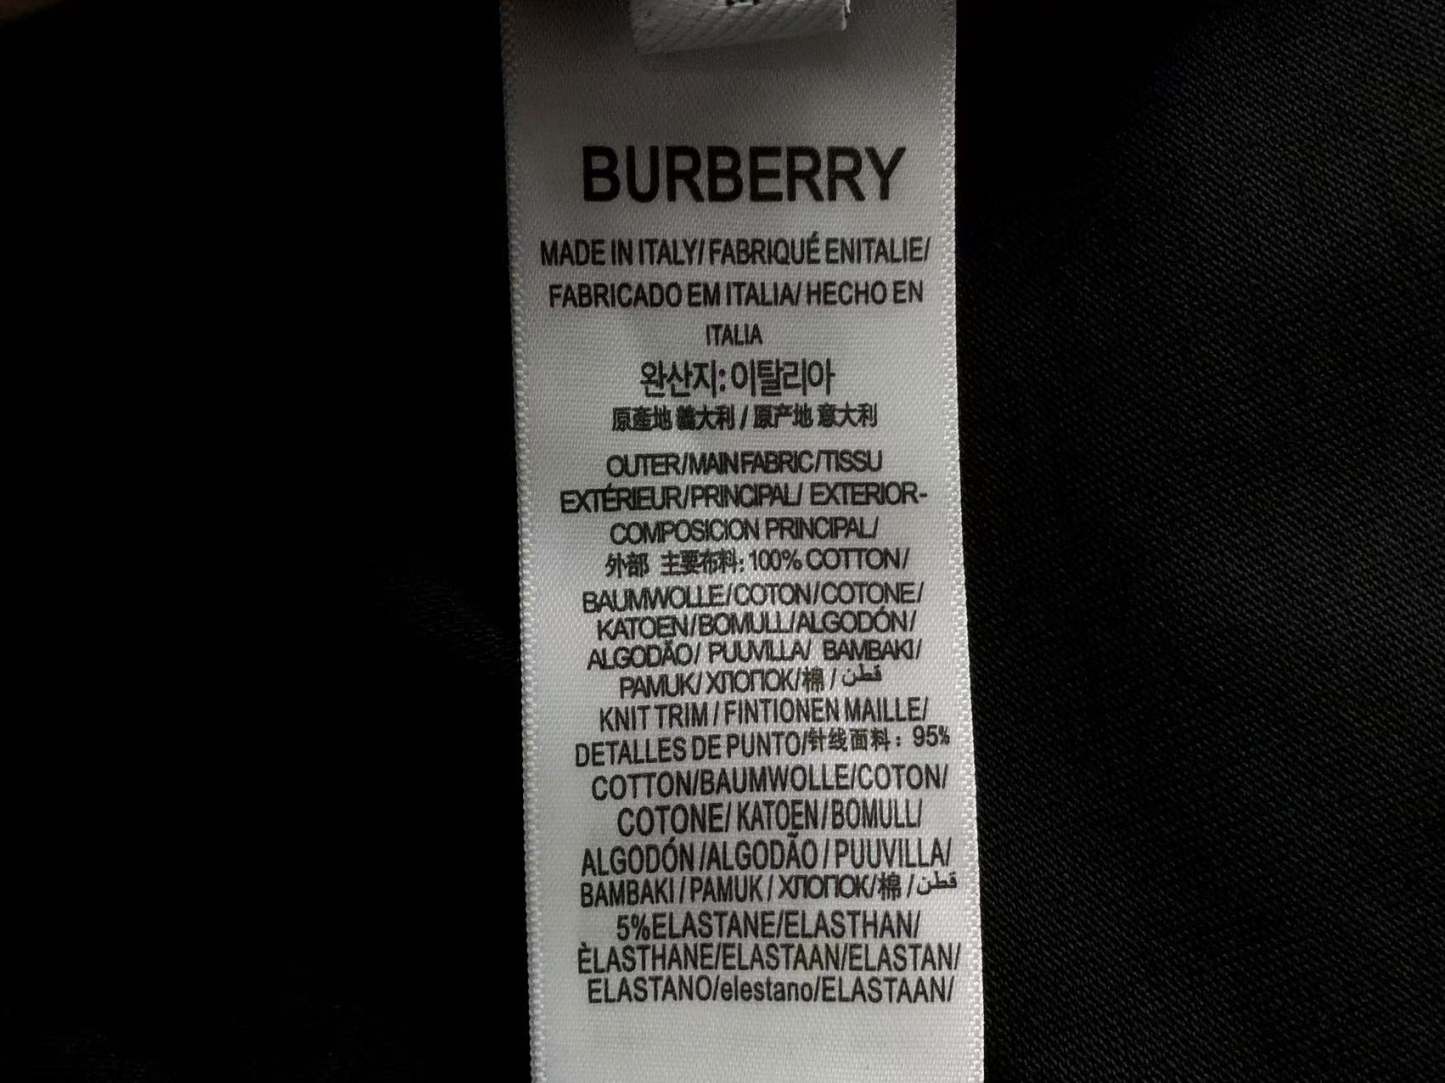 BURBERRY
MADE IN ITALY/ FABRIQUÉ ENITALIE/
FABRICADO EM ITALIA/ HECHO EN
ITALIA
완산지:이탈리아
原產地 義大利 / 原产地 意大利
OUTER/MAIN FABRIC/TISSU
EXTÉRIEUR/PRINCIPAL/ EXTERIOR-
COMPOSICION PRINCIPAL/
外部 主要布料: 100% COTTON/
BAUMWOLLE/COTON/COTONE/
KATOEN/BOMULL/ALGODÓN/
ALGODÃO/ PUUVILLA/ BAMBAKI/
PAMUK/ ХЛОПОК/棉 / قطن
KNIT TRIM / FINTIONEN MAILLE/
DETALLES DE PUNTO/针线面料: 95%
COTTON/BAUMWOLLE/COTON/
COTONE/ KATOEN/BOMULL/
ALGODÓN /ALGODÃO / PUUVILLA/
BAMBAKI / PAMUK / ХЛОПОК/棉 / قطن
5%ELASTANE/ELASTHAN/
ÈLASTHANE/ELASTAAN/ELASTAN/
ELASTANO/elestano/ELASTAAN/